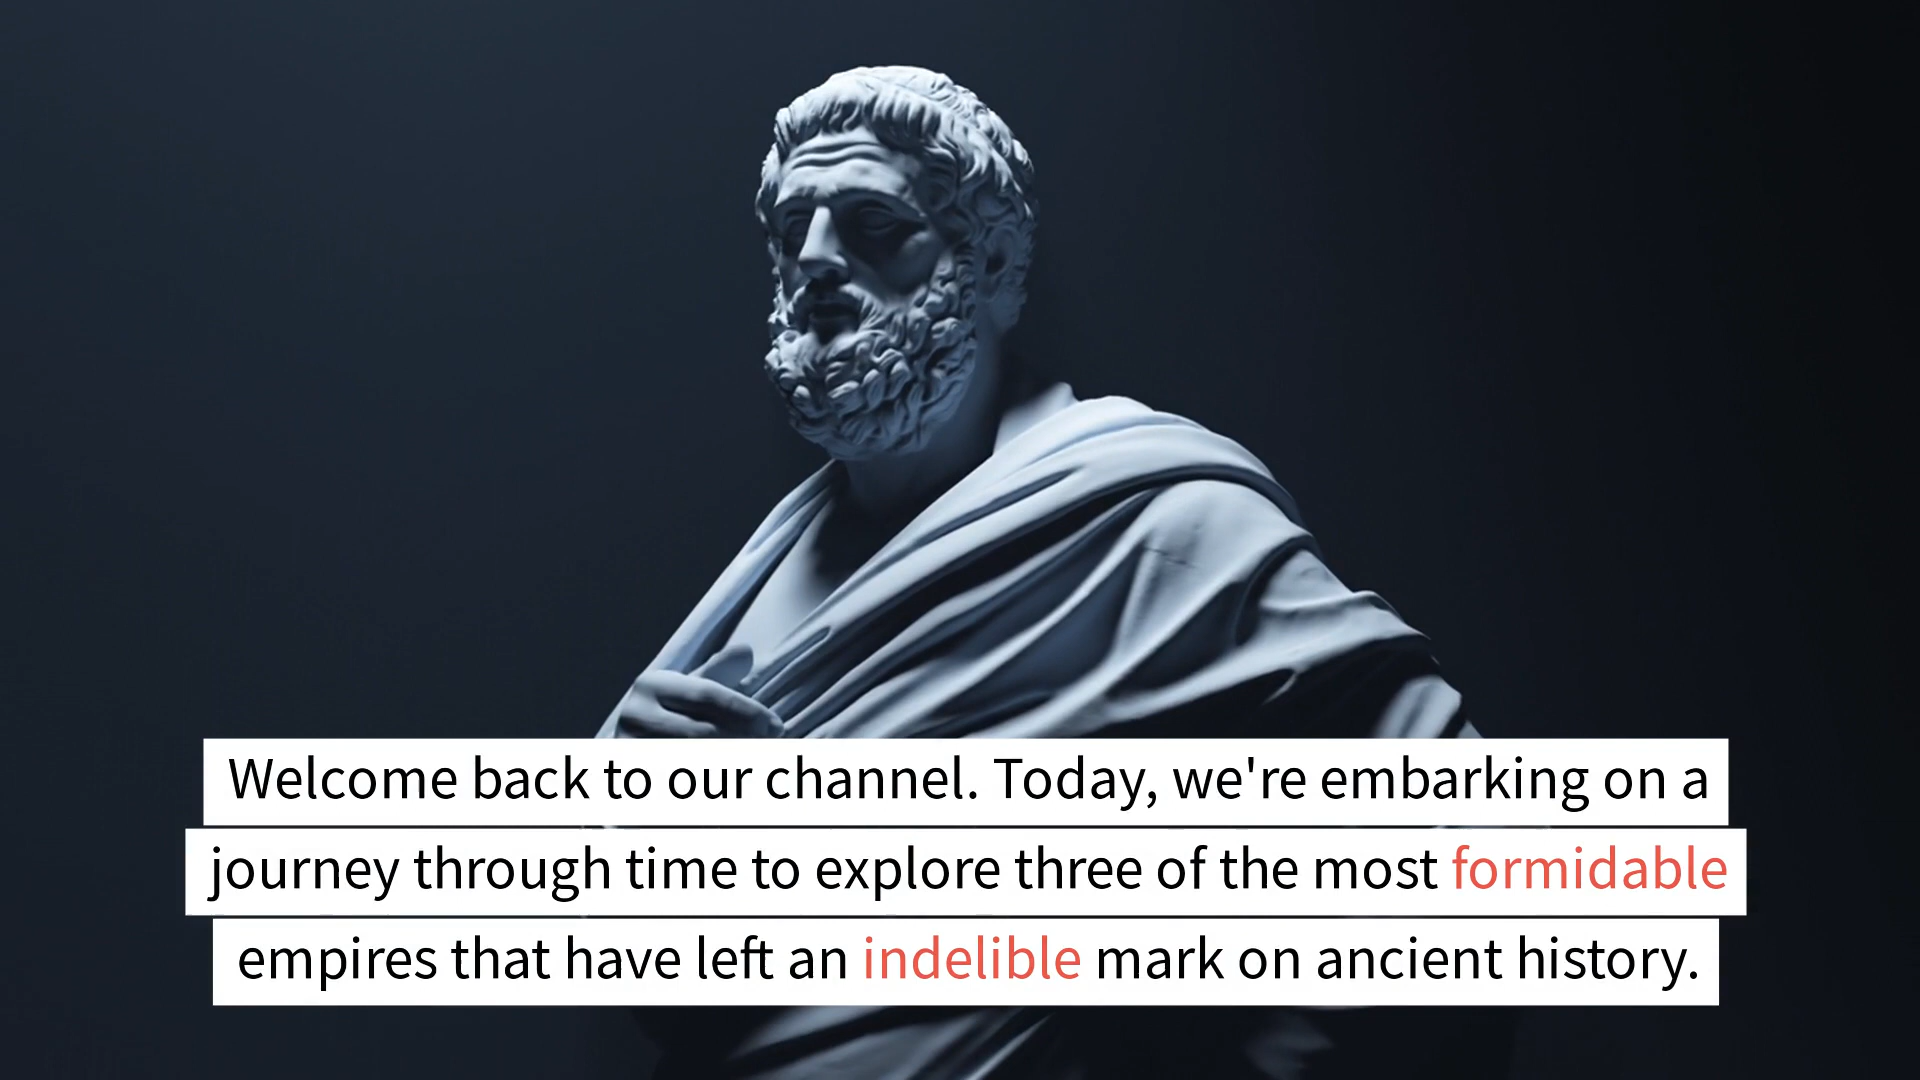 Welcome back to our channel. Today, we're embarking on a
journey through time to explore three of the most formidable
empires that have left an indelible mark on ancient history.